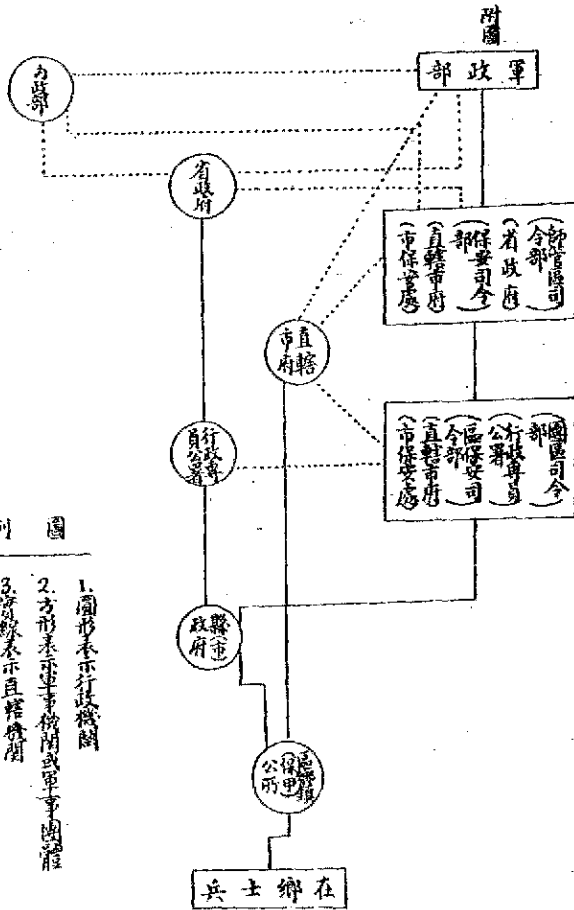 附圖
軍政部
內政部
省政府
(師管區司
令部)
(省政府)
(保安司令
部)
(直轄市府)
(市保安處)
直轄
市府
(團區司令
部)
(行政專員
公署)
(區保安司
令部)
(直轄市府)
(市保安處)
行政專
員公署
縣(市)
政府
區鄉鎮
(保甲)
公所
在鄉士兵
圖 例
1.圓形表示行政機關
2.方形表示軍事機關或軍事團體
3.實線表示直轄機關